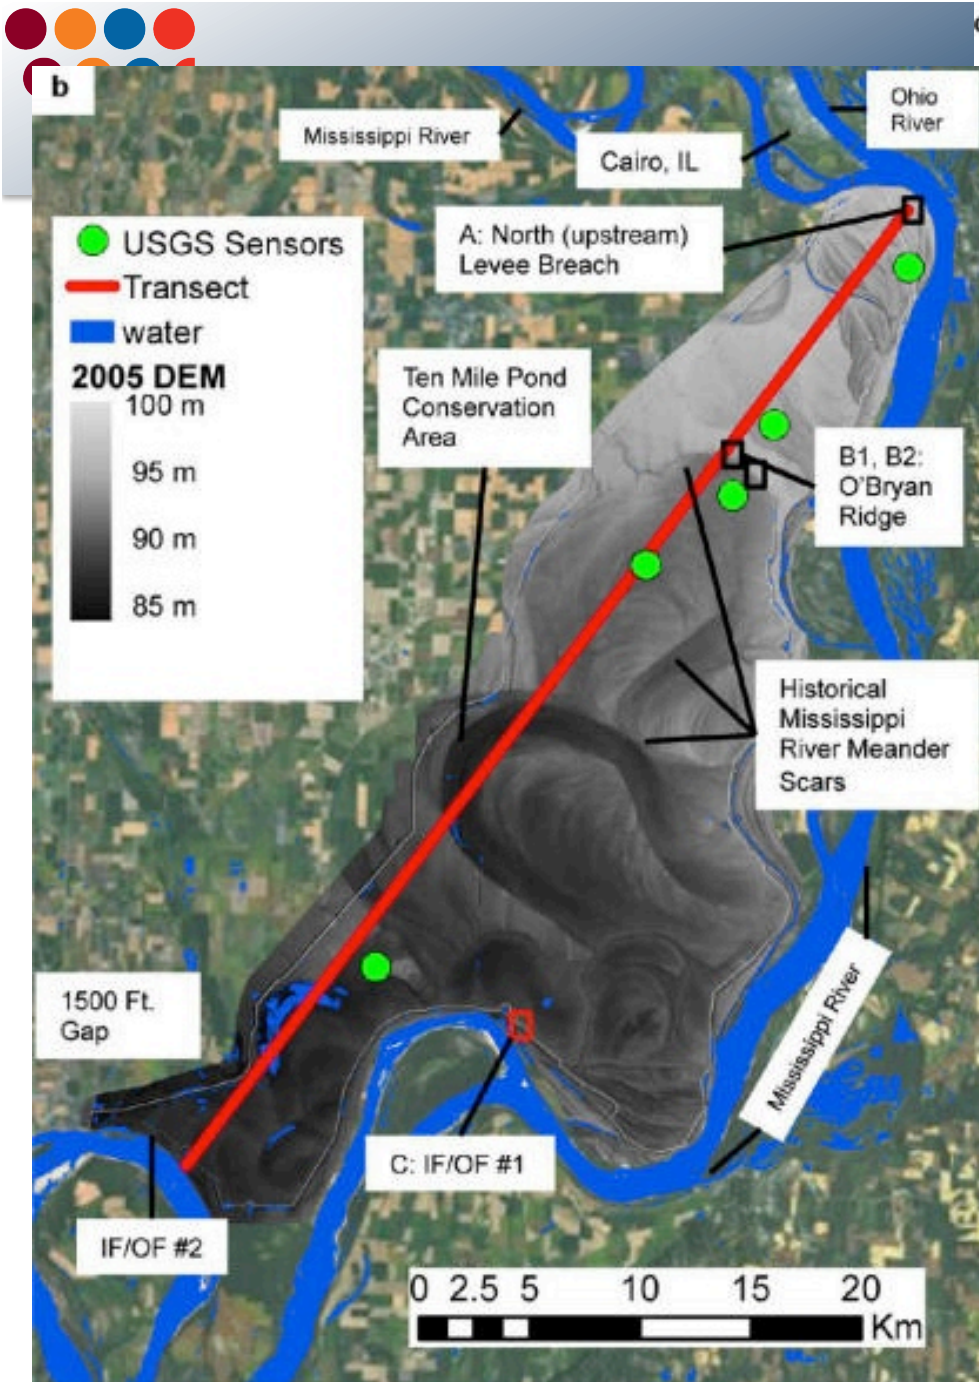 b
Mississippi River
Ohio
River
Cairo, IL
A: North (upstream)
Levee Breach
USGS Sensors
Transect
water
2005 DEM
100 m
95 m
90 m
85 m
Ten Mile Pond
Conservation
Area
B1, B2:
O'Bryan
Ridge
Historical
Mississippi
River Meander
Scars
1500 Ft.
Gap
Mississippi River
C: IF/OF #1
IF/OF #2
0 2.5 5 10 15 20
Km